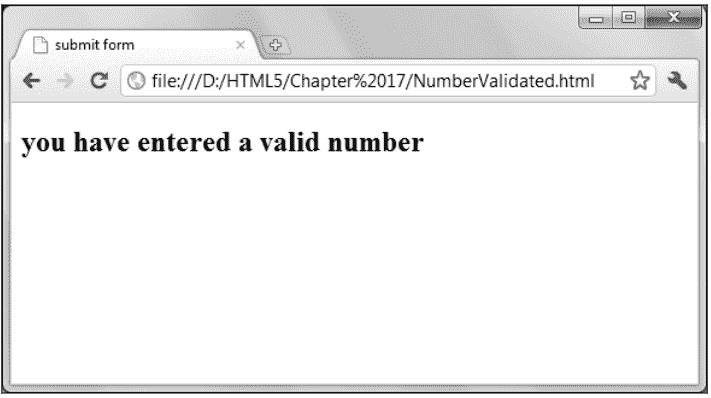 submit form
file:///D:/HTML5/Chapter%2017/NumberValidated.html
you have entered a valid number